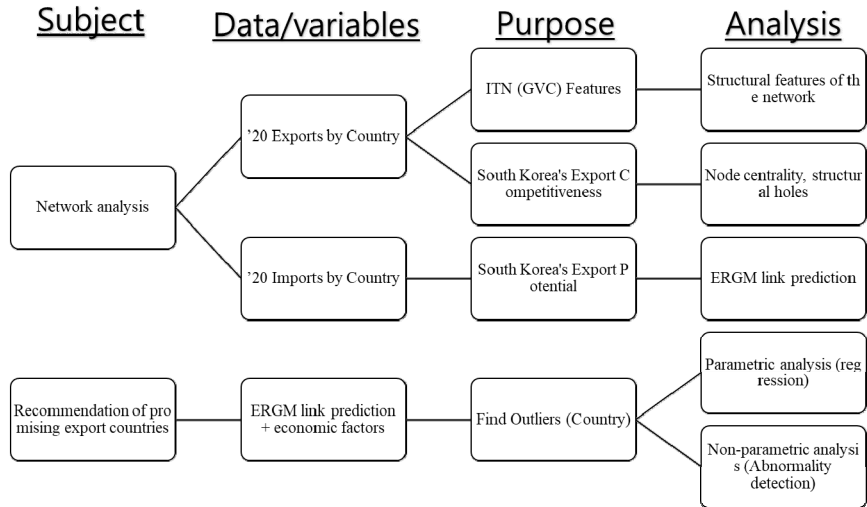 Subject
Data/variables
Purpose
Analysis
Network analysis
’20 Exports by Country
ITN (GVC) Features
Structural features of th
e network
South Korea's Export C
ompetitiveness
Node centrality, structur
al holes
’20 Imports by Country
South Korea's Export P
otential
ERGM link prediction
Recommendation of pro
mising export countries
ERGM link prediction
+ economic factors
Find Outliers (Country)
Parametric analysis (reg
ression)
Non-parametric analysi
s (Abnormality
detection)